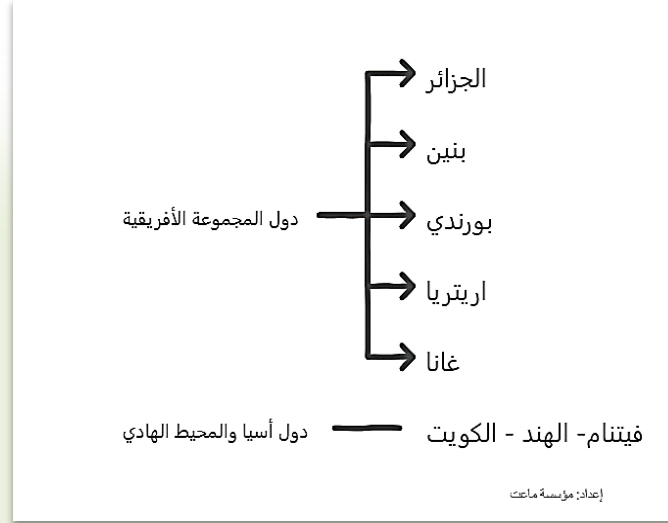 الجزائر
بنين
دول المجموعة الأفريقية
بورندي
اريتريا
غانا
فيتنام- الهند - الكويت
دول أسيا والمحيط الهادي
إعداد: مؤسسة ماعت